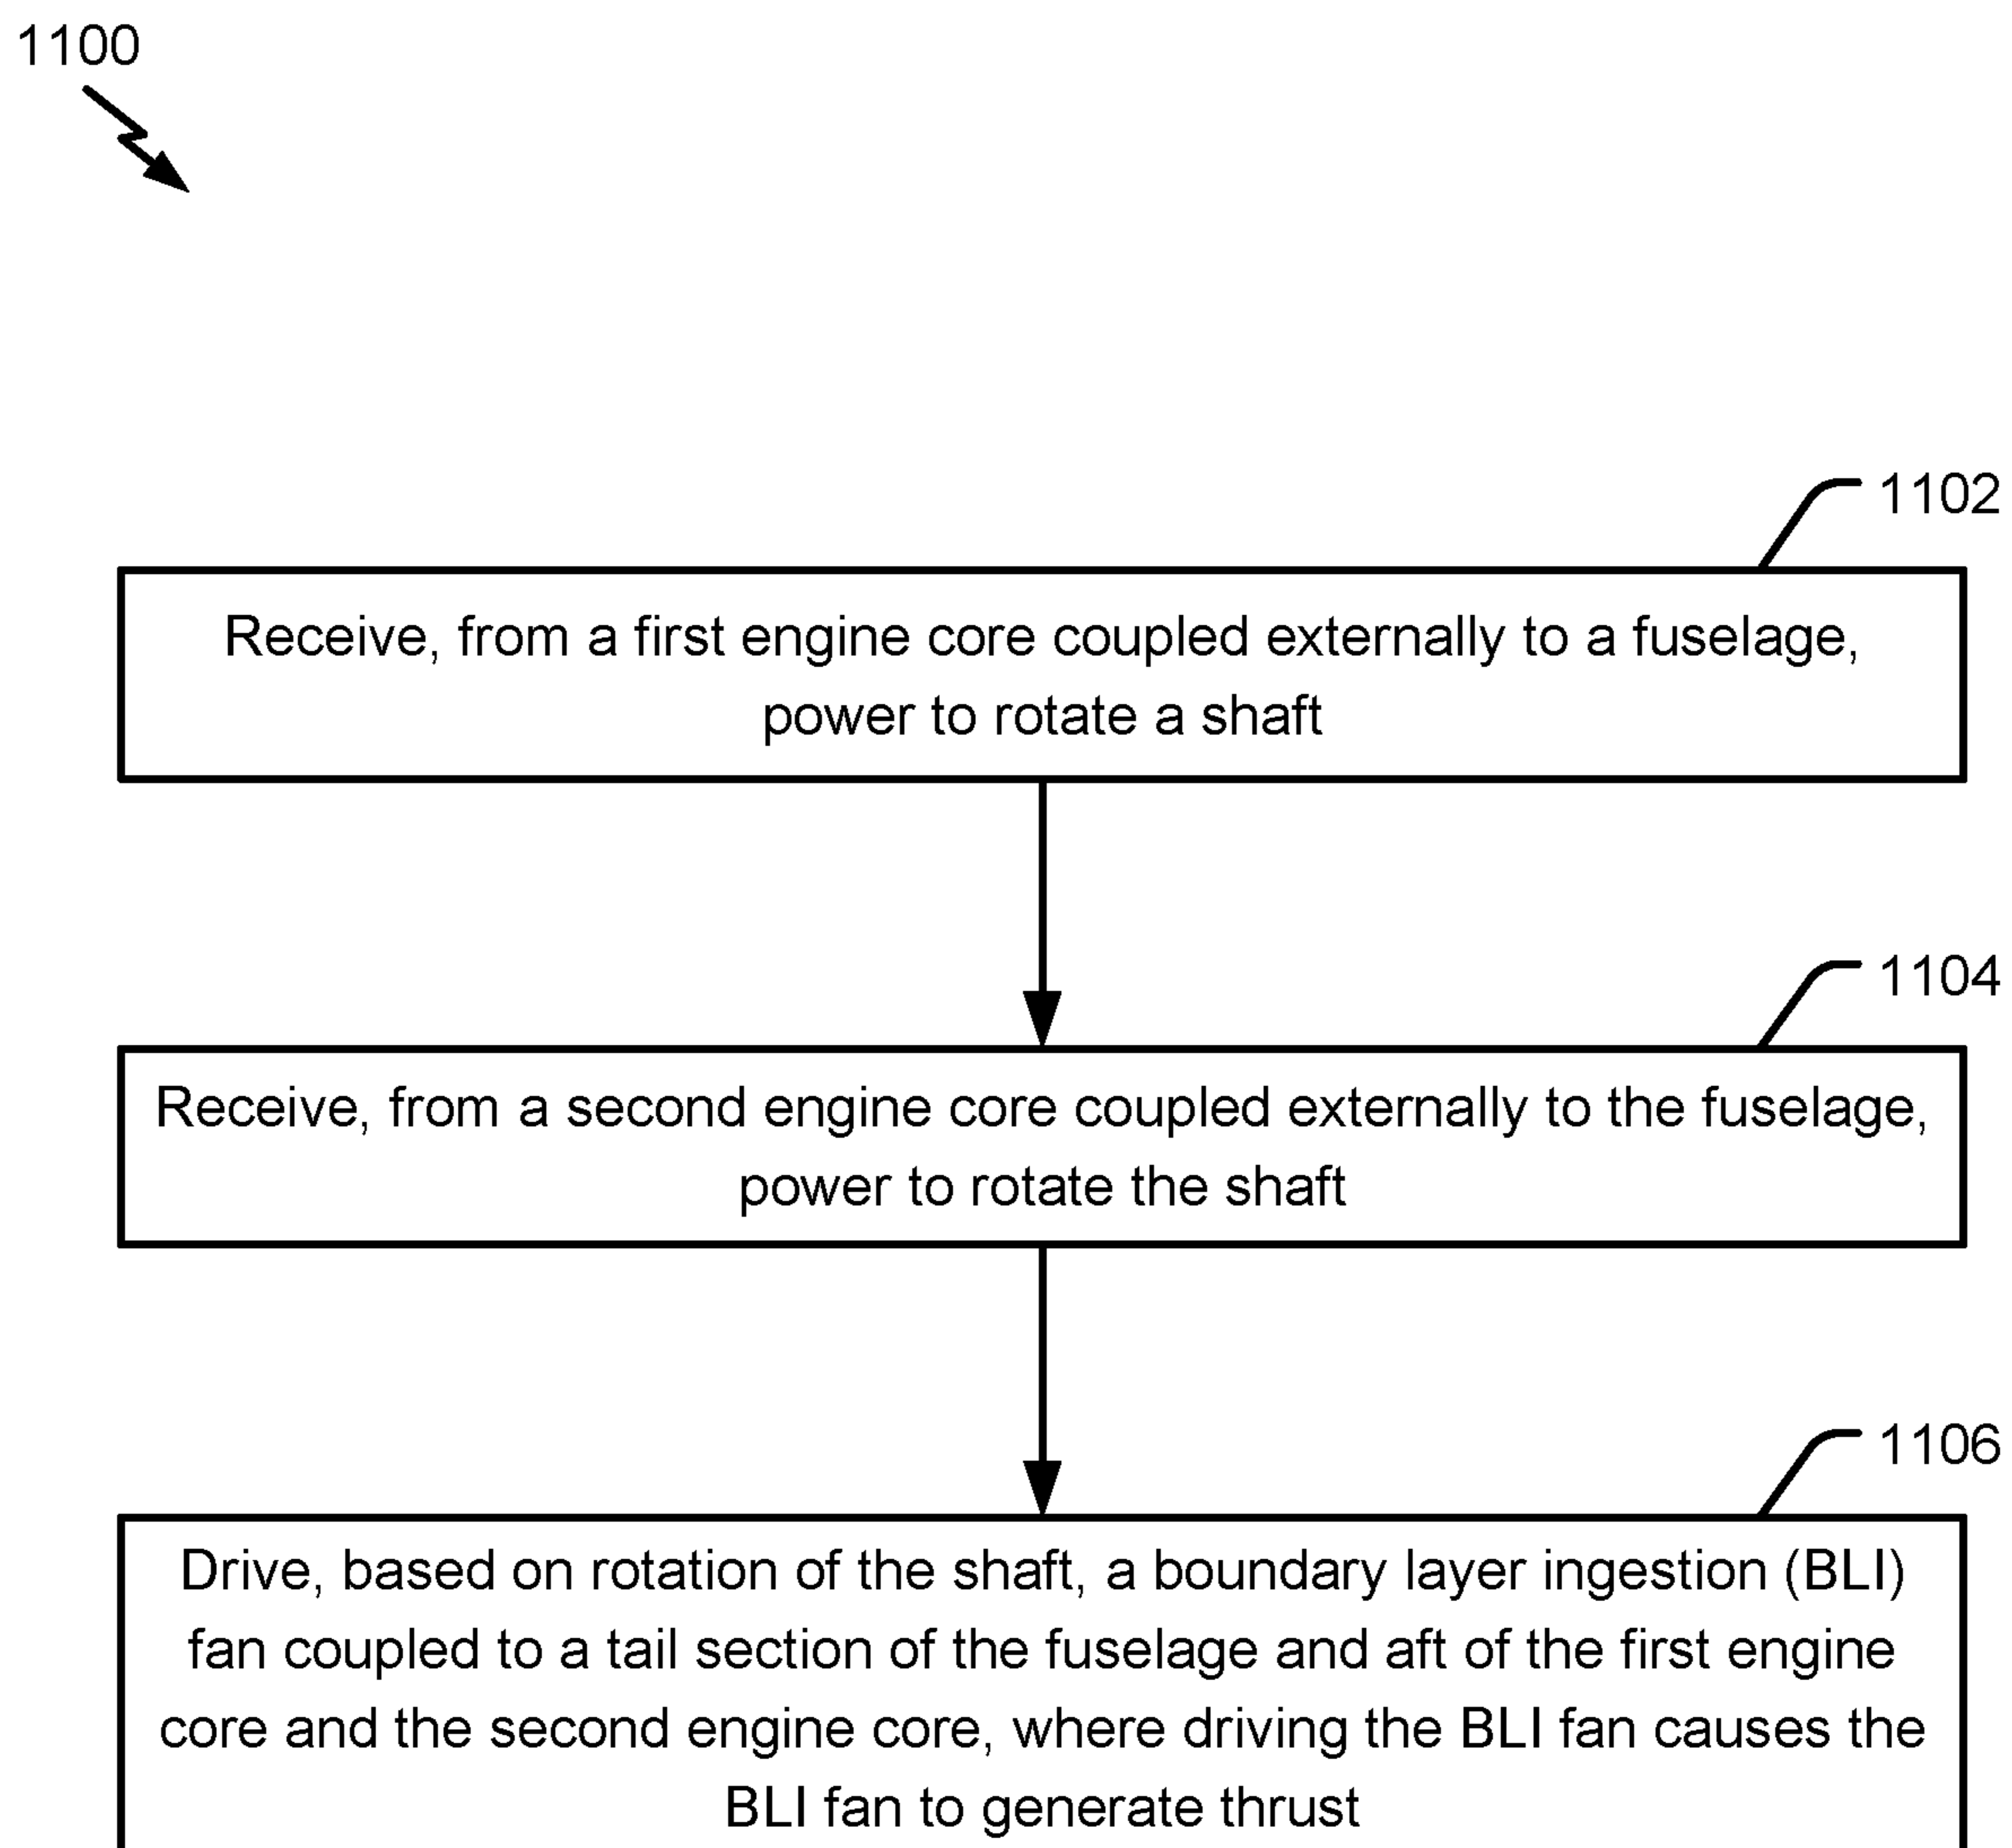 1100
1102
Receive, from a first engine core coupled externally to a fuselage,
power to rotate a shaft
1104
Receive, from a second engine core coupled externally to the fuselage,
power to rotate the shaft
1106
Drive, based on rotation of the shaft, a boundary layer ingestion (BLI)
fan coupled to a tail section of the fuselage and aft of the first engine
core and the second engine core, where driving the BLI fan causes the
BLI fan to generate thrust